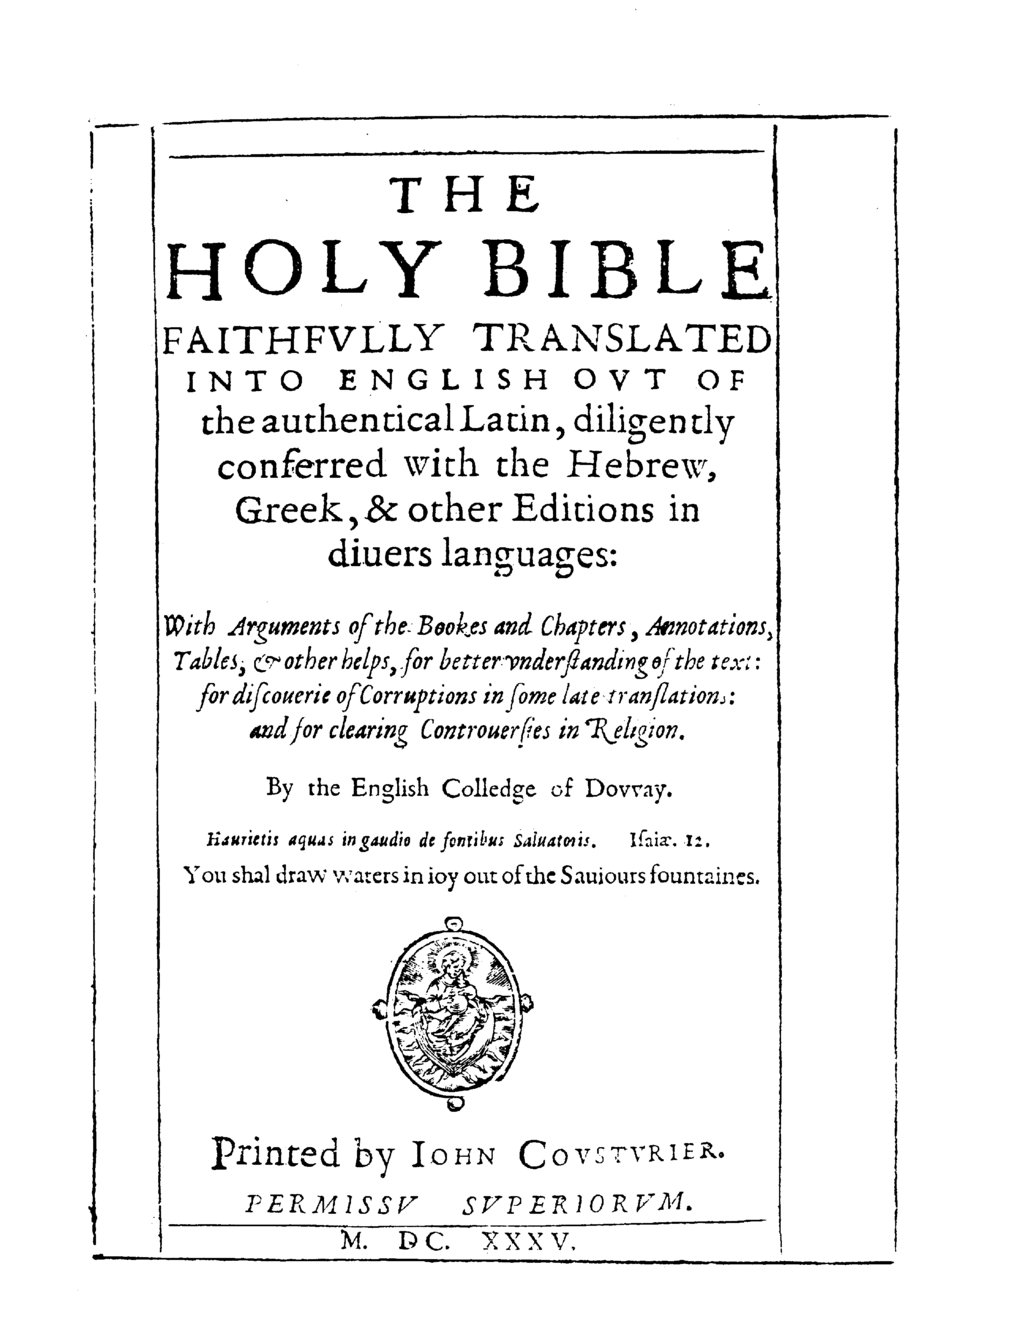 THE
HOLY BIBLE
FAITHFVLLY TRANSLATED
INTO ENGLISH OVT OF
the authentical Latin, diligently
conferred with the Hebrew,
Greek, & other Editions in
diuers languages:
With Arguments of the Bookes and Chapters, Annotations,
Tables, & other helps, for better vnderſtanding of the text:
for diſcouerie of Corruptions in ſome late tranſlations:
and for clearing Controuerſies in Religion.
By the English Colledge of Dovvay.
Haurietis aquas in gaudio de fontibus Saluatoris. Iſaiæ. 12.
You shal draw waters in ioy out of the Sauiours fountaines.
Printed by IOHN COVSTVRIER.
PERMISSV SVPERIORVM.
M. DC. XXXV.